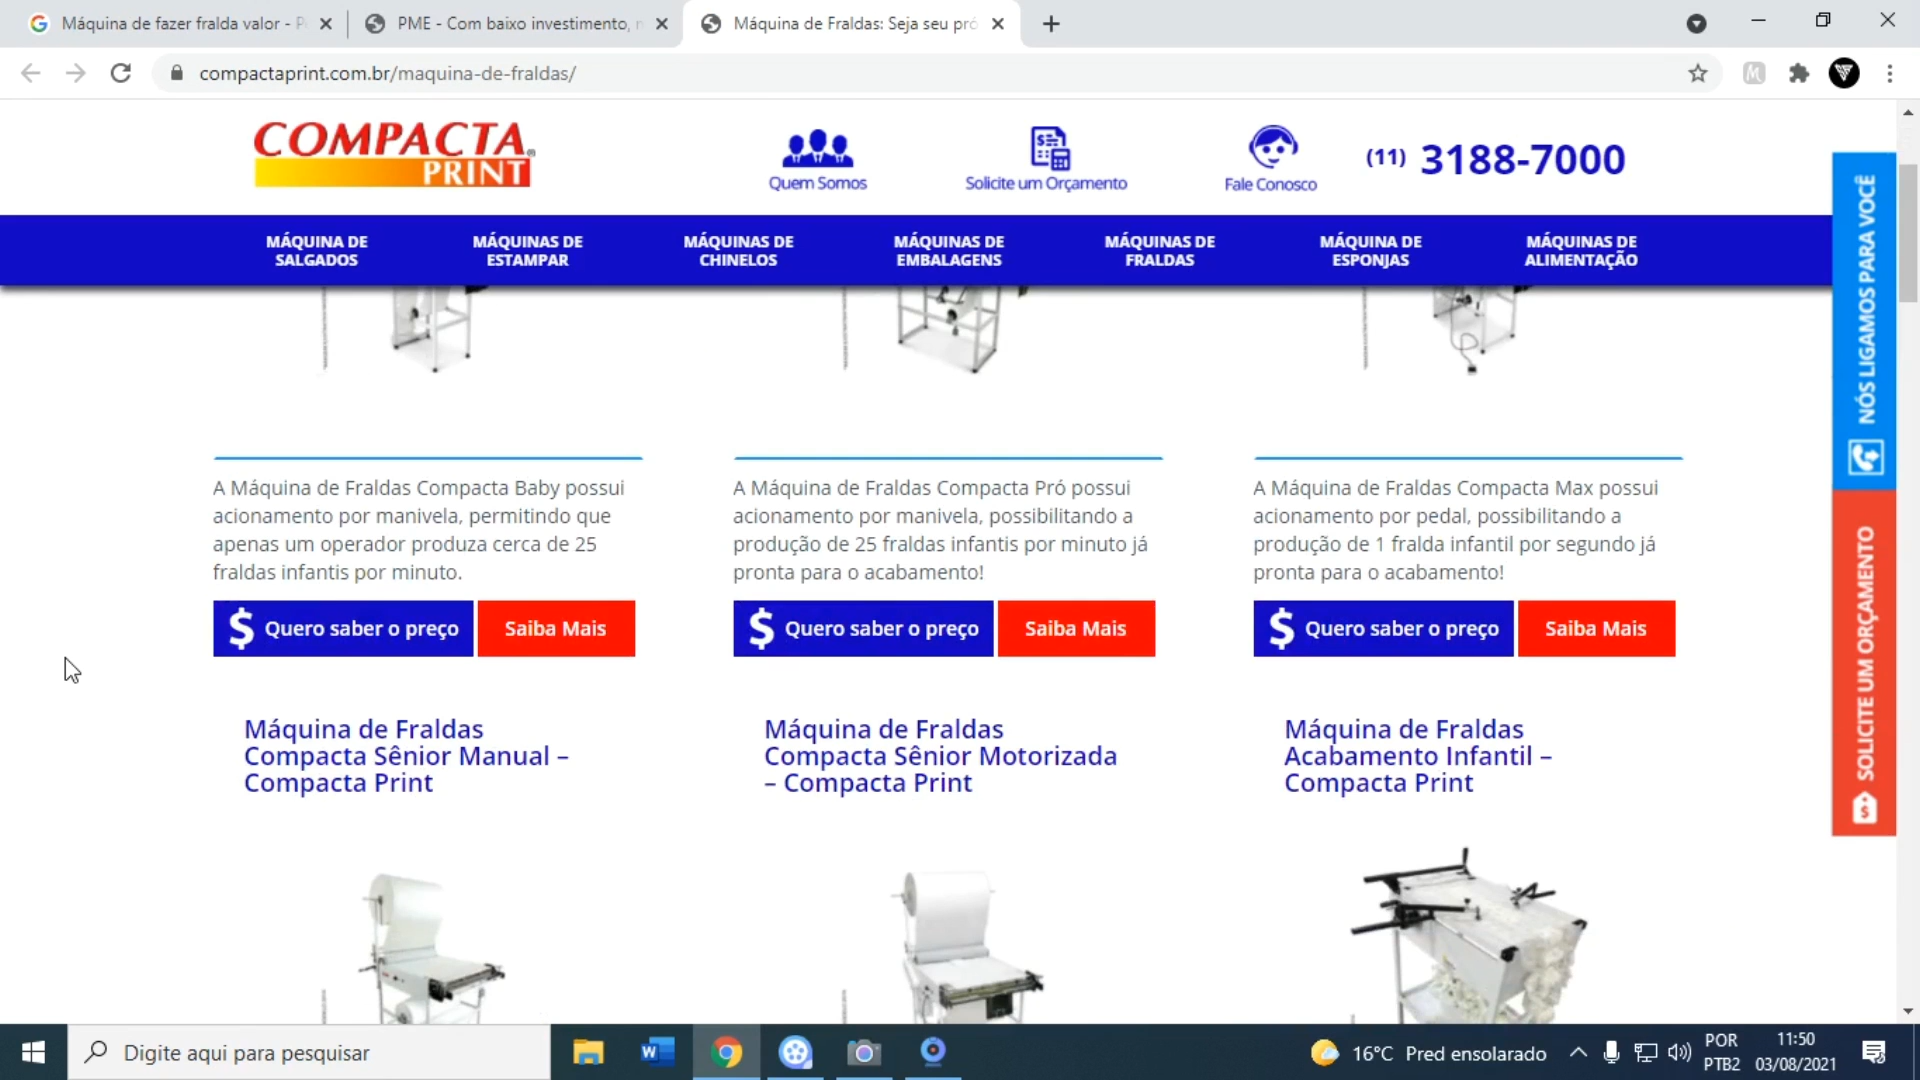 Máquina de fazer fralda valor - P
PME - Com baixo investimento,
Máquina de Fraldas: Seja seu pró
compactaprint.com.br/maquina-de-fraldas/
COMPACTA
PRINT
Quem Somos
Solicite um Orçamento
Fale Conosco
(11) 3188-7000
MÁQUINA DE
SALGADOS
MÁQUINAS DE
ESTAMPAR
MÁQUINAS DE
CHINELOS
MÁQUINAS DE
EMBALAGENS
MÁQUINAS DE
FRALDAS
MÁQUINA DE
ESPONJAS
MÁQUINAS DE
ALIMENTAÇÃO
NÓS LIGAMOS PARA VOCÊ
SOLICITE UM ORÇAMENTO
A Máquina de Fraldas Compacta Baby possui
acionamento por manivela, permitindo que
apenas um operador produza cerca de 25
fraldas infantis por minuto.
$ Quero saber o preço
Saiba Mais
A Máquina de Fraldas Compacta Pró possui
acionamento por manivela, possibilitando a
produção de 25 fraldas infantis por minuto já
pronta para o acabamento!
$ Quero saber o preço
Saiba Mais
A Máquina de Fraldas Compacta Max possui
acionamento por pedal, possibilitando a
produção de 1 fralda infantil por segundo já
pronta para o acabamento!
$ Quero saber o preço
Saiba Mais
Máquina de Fraldas
Compacta Sênior Manual –
Compacta Print
Máquina de Fraldas
Compacta Sênior Motorizada
– Compacta Print
Máquina de Fraldas
Acabamento Infantil –
Compacta Print
Digite aqui para pesquisar
16°C Pred ensolarado
POR
PTB2
11:50
03/08/2021